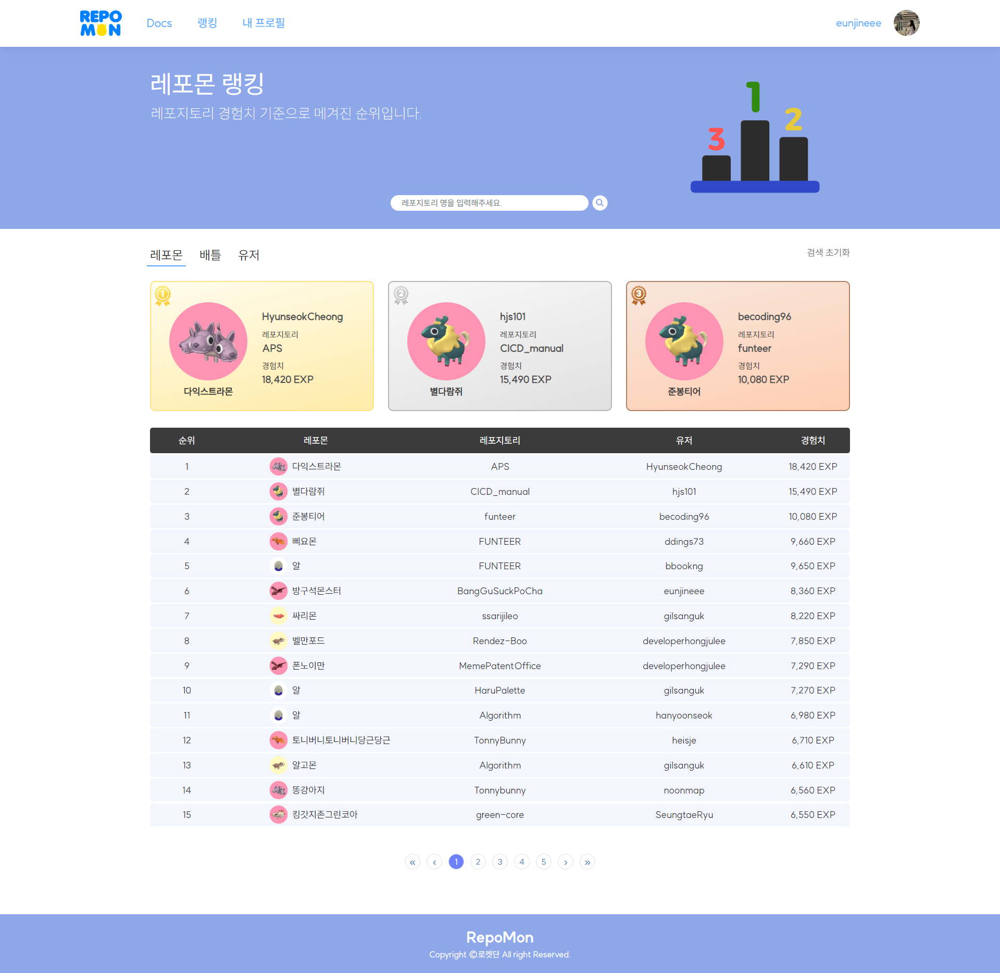 REPO
MON
Docs 랭킹 내 프로필 eunjineee
레포몬 랭킹
레포지토리 경험치 기준으로 메겨진 순위입니다.
1
2
3
레포지토리 명을 입력해주세요.
레포몬 배틀 유저 검색 초기화
1
HyunseokCheong
레포지토리
APS
경험치
18,420 EXP
다익스트라몬
2
hjs101
레포지토리
CICD_manual
경험치
15,490 EXP
별다람쥐
3
becoding96
레포지토리
funteer
경험치
10,080 EXP
준봉티어
순위 레포몬 레포지토리 유저 경험치
1 다익스트라몬 APS HyunseokCheong 18,420 EXP
2 별다람쥐 CICD_manual hjs101 15,490 EXP
3 준봉티어 funteer becoding96 10,080 EXP
4 삐요몬 FUNTEER ddings73 9,660 EXP
5 알 FUNTEER bbookng 9,650 EXP
6 방구석몬스터 BangGuSuckPoCha eunjineee 8,360 EXP
7 싸리몬 ssarijileo gilsanguk 8,220 EXP
8 벨만포드 Rendez-Boo developerhongjulee 7,850 EXP
9 폰노이만 MemePatentOffice developerhongjulee 7,290 EXP
10 알 HaruPalette gilsanguk 7,270 EXP
11 알 Algorithm hanyoonseok 6,980 EXP
12 토니버니토니버니당근당근 TonnyBunny heisje 6,710 EXP
13 알고몬 Algorithm gilsanguk 6,610 EXP
14 똥강아지 Tonnybunny noonmap 6,560 EXP
15 킹갓지존그린코아 green-core SeungtaeRyu 6,550 EXP
« ‹ 1 2 3 4 5 › »
RepoMon
Copyright ©로켓단 All right Reserved.